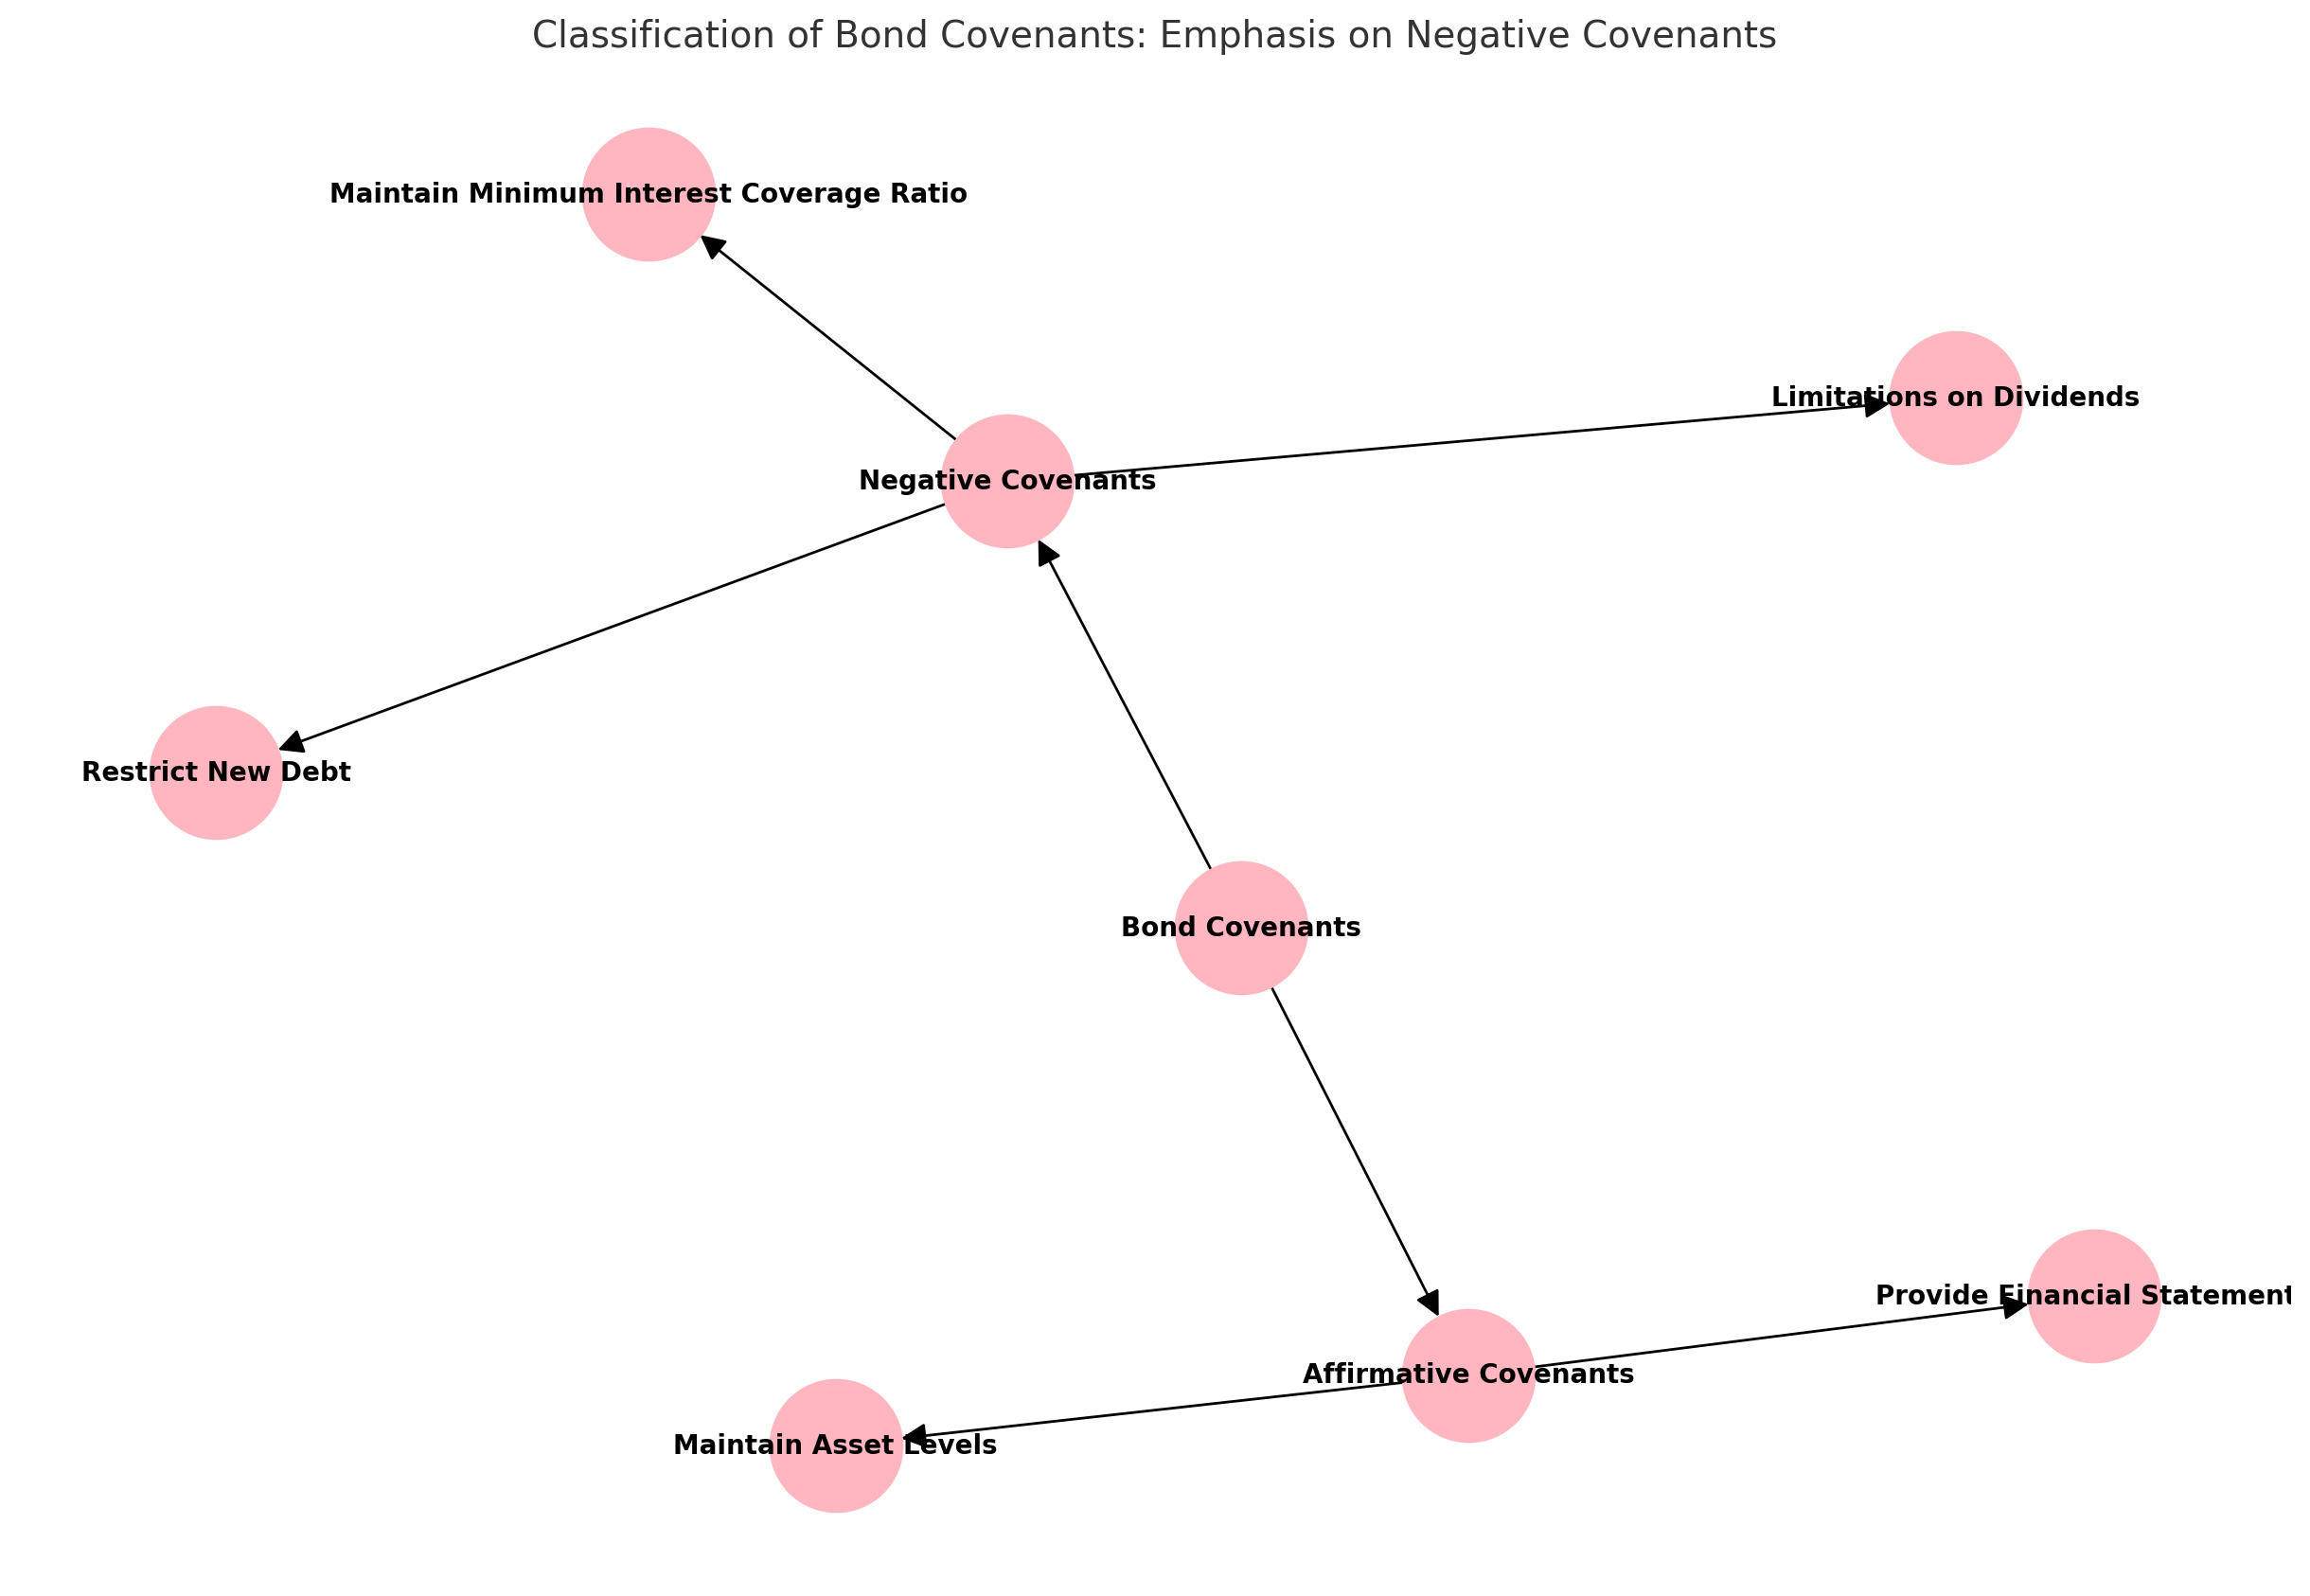 Classification of Bond Covenants: Emphasis on Negative Covenants
Maintain Minimum Interest Coverage Ratio
Limitations on Dividends
Negative Covenants
Restrict New Debt
Bond Covenants
Provide Financial Statement
Affirmative Covenants
Maintain Asset Levels